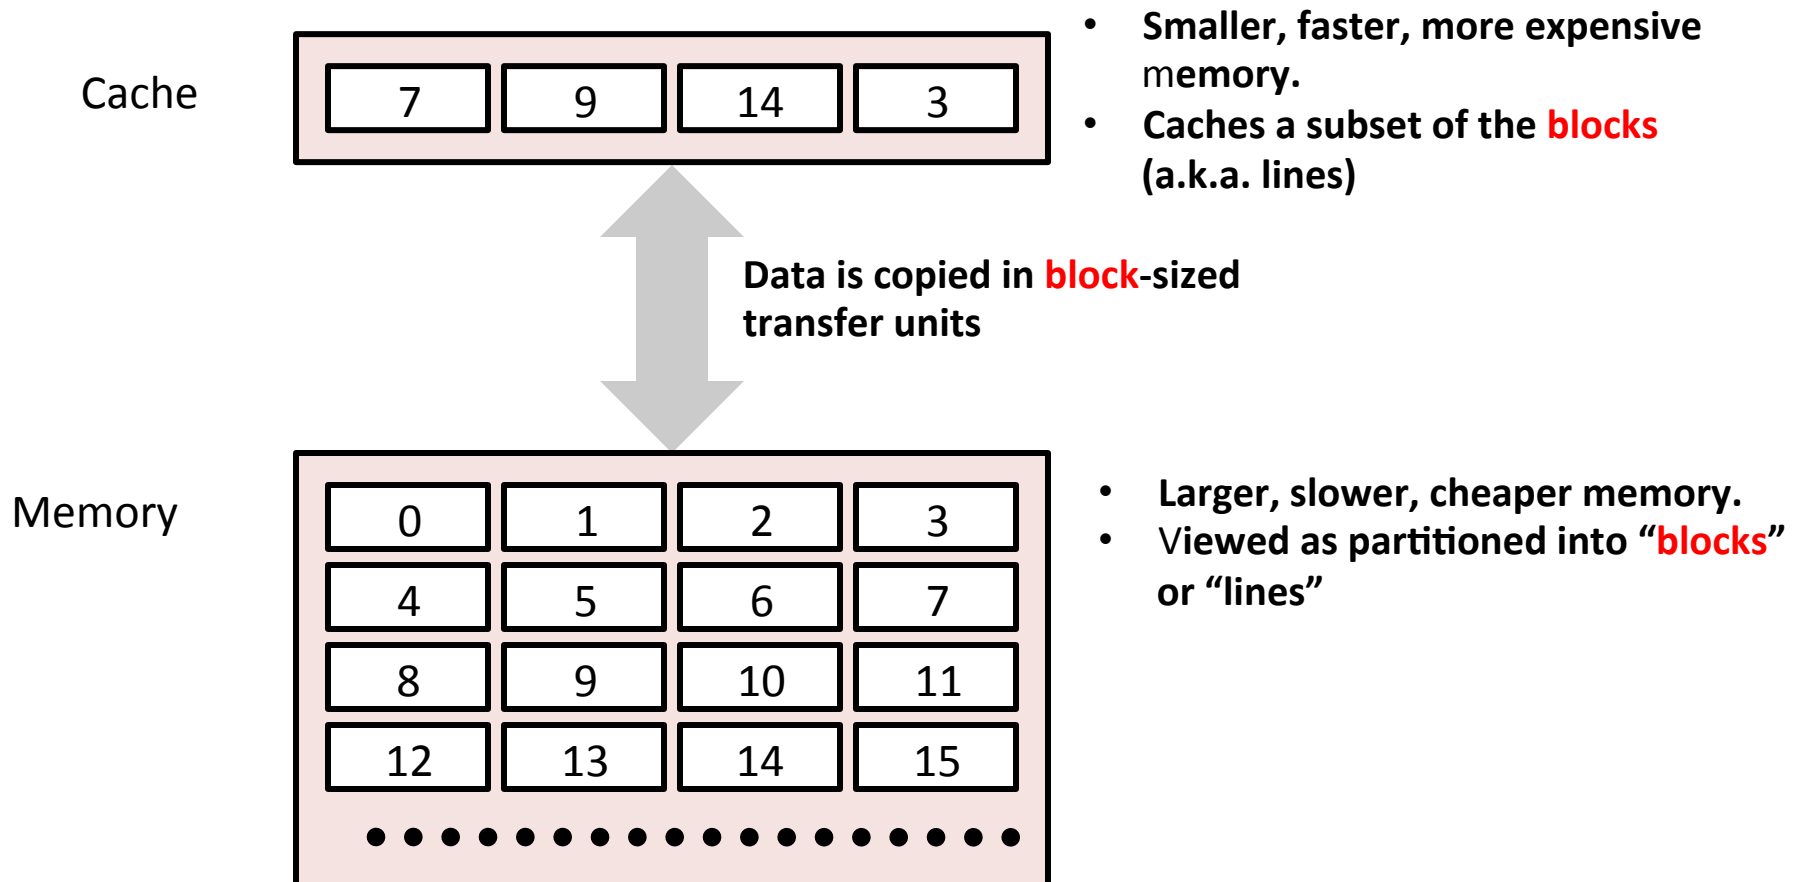 Cache
7 9 14 3
• Smaller, faster, more expensive
memory.
• Caches a subset of the blocks
(a.k.a. lines)
Data is copied in block-sized
transfer units
Memory
0 1 2 3
4 5 6 7
8 9 10 11
12 13 14 15
• Larger, slower, cheaper memory.
• Viewed as partitioned into “blocks”
or “lines”